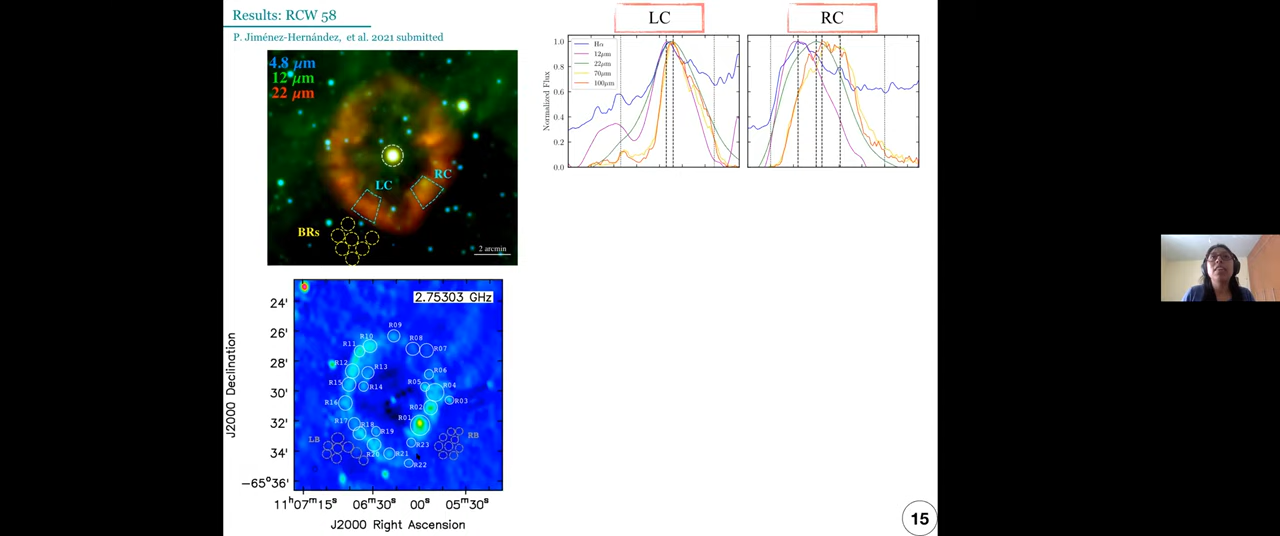 Results: RCW 58
P. Jiménez-Hernández, et al. 2021 submitted
4.8 μm
12 μm
22 μm
LC
RC
BRs
2 arcmin
LC
RC
Normalized Flux
1.0
0.8
0.6
0.4
0.2
0.0
Hα
12μm
22μm
70μm
100μm
2.75303 GHz
J2000 Declination
24'
26'
28'
30'
32'
34'
−65°36'
R09
R10
R11
R08
R07
R12
R13
R06
R15
R14
R05
R04
R16
R02
R03
R01
R17
R18
R19
LB
RB
R23
R20
R21
R22
11ʰ07ᵐ15ˢ
06ᵐ30ˢ
00ˢ
05ᵐ30ˢ
J2000 Right Ascension
15